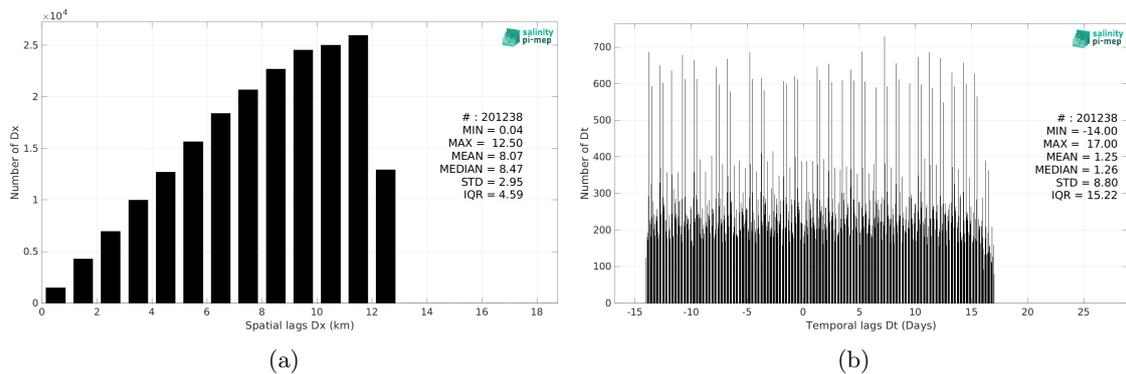 ×10⁴
salinity
pi-mep
2.5
2
1.5
1
0.5
0
Number of Dx
# : 201238
MIN = 0.04
MAX = 12.50
MEAN = 8.07
MEDIAN = 8.47
STD = 2.95
IQR = 4.59
0 2 4 6 8 10 12 14 16 18
Spatial lags Dx (km)
(a)
salinity
pi-mep
700
600
500
400
300
200
100
0
Number of Dt
# : 201238
MIN = -14.00
MAX = 17.00
MEAN = 1.25
MEDIAN = 1.26
STD = 8.80
IQR = 15.22
-15 -10 -5 0 5 10 15 20 25
Temporal lags Dt (Days)
(b)